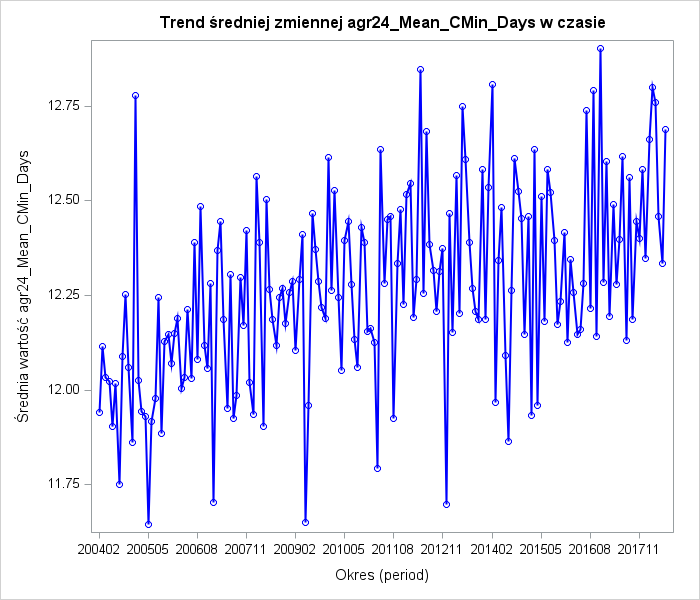 Trend średniej zmiennej agr24_Mean_CMin_Days w czasie
Średnia wartość agr24_Mean_CMin_Days
12.75
12.50
12.25
12.00
11.75
200402 200505 200608 200711 200902 201005 201108 201211 201402 201505 201608 201711
Okres (period)